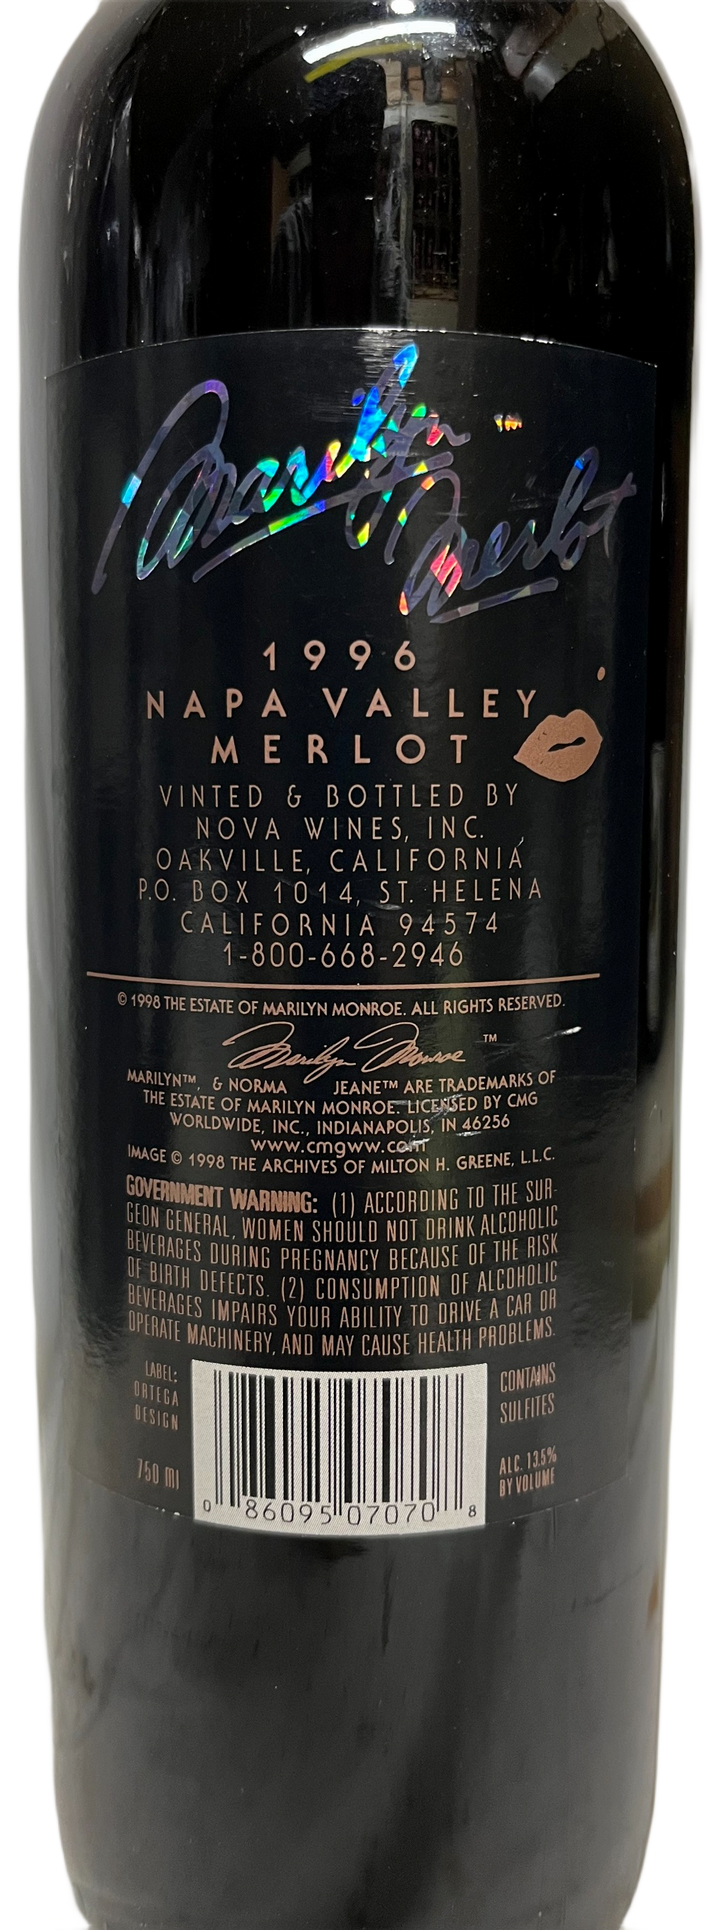 Marilyn™
Merlot
1996
NAPA VALLEY
MERLOT
VINTED & BOTTLED BY
NOVA WINES, INC.
OAKVILLE, CALIFORNIA
P.O. BOX 1014, ST. HELENA
CALIFORNIA 94574
1-800-668-2946
© 1998 THE ESTATE OF MARILYN MONROE. ALL RIGHTS RESERVED.
Marilyn Monroe ™
MARILYN™, & NORMA JEANE™ ARE TRADEMARKS OF
THE ESTATE OF MARILYN MONROE. LICENSED BY CMG
WORLDWIDE, INC., INDIANAPOLIS, IN 46256
www.cmgww.com
IMAGE © 1998 THE ARCHIVES OF MILTON H. GREENE, L.L.C.
GOVERNMENT WARNING: (1) ACCORDING TO THE SUR-
GEON GENERAL, WOMEN SHOULD NOT DRINK ALCOHOLIC
BEVERAGES DURING PREGNANCY BECAUSE OF THE RISK
OF BIRTH DEFECTS. (2) CONSUMPTION OF ALCOHOLIC
BEVERAGES IMPAIRS YOUR ABILITY TO DRIVE A CAR OR
OPERATE MACHINERY, AND MAY CAUSE HEALTH PROBLEMS.
LABEL:
ORTEGA
DESIGN
750 ml
CONTAINS
SULFITES
ALC. 13.5%
BY VOLUME
0 86095 07070 8